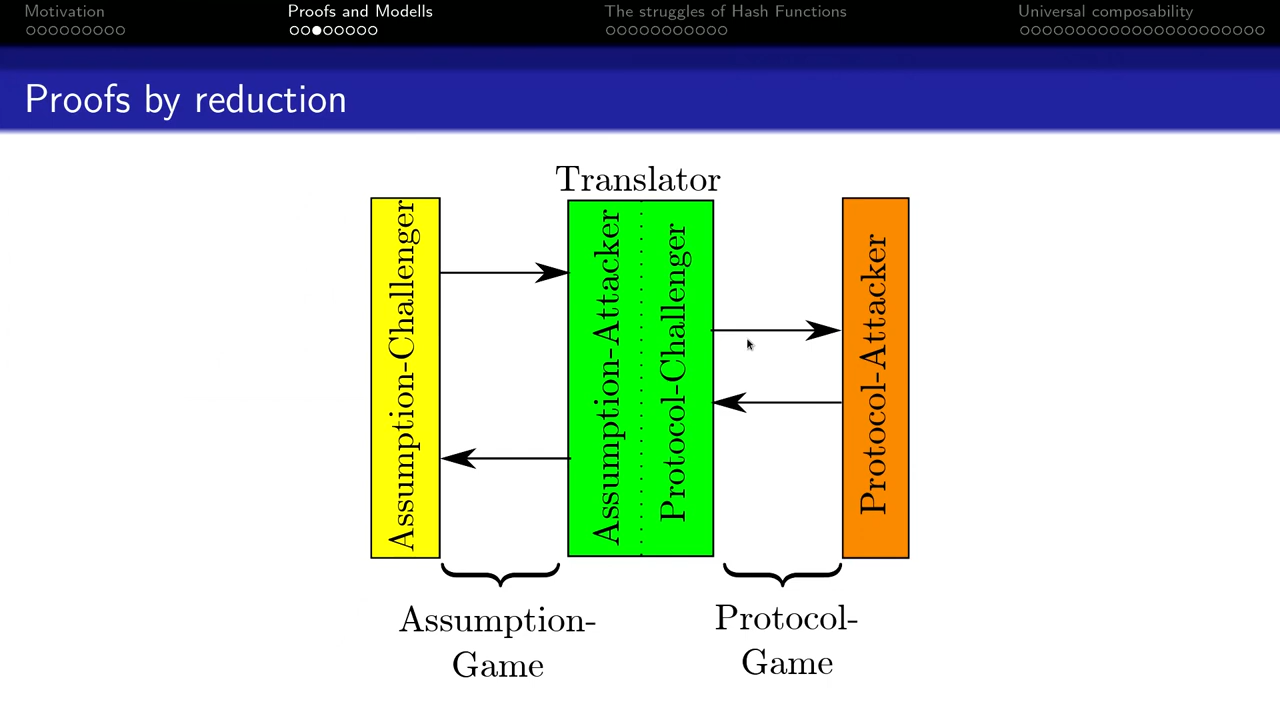 Motivation
Proofs and Modells
The struggles of Hash Functions
Universal composability
Proofs by reduction
Translator
Assumption-Challenger
Assumption-Attacker
Protocol-Challenger
Protocol-Attacker
Assumption-
Game
Protocol-
Game